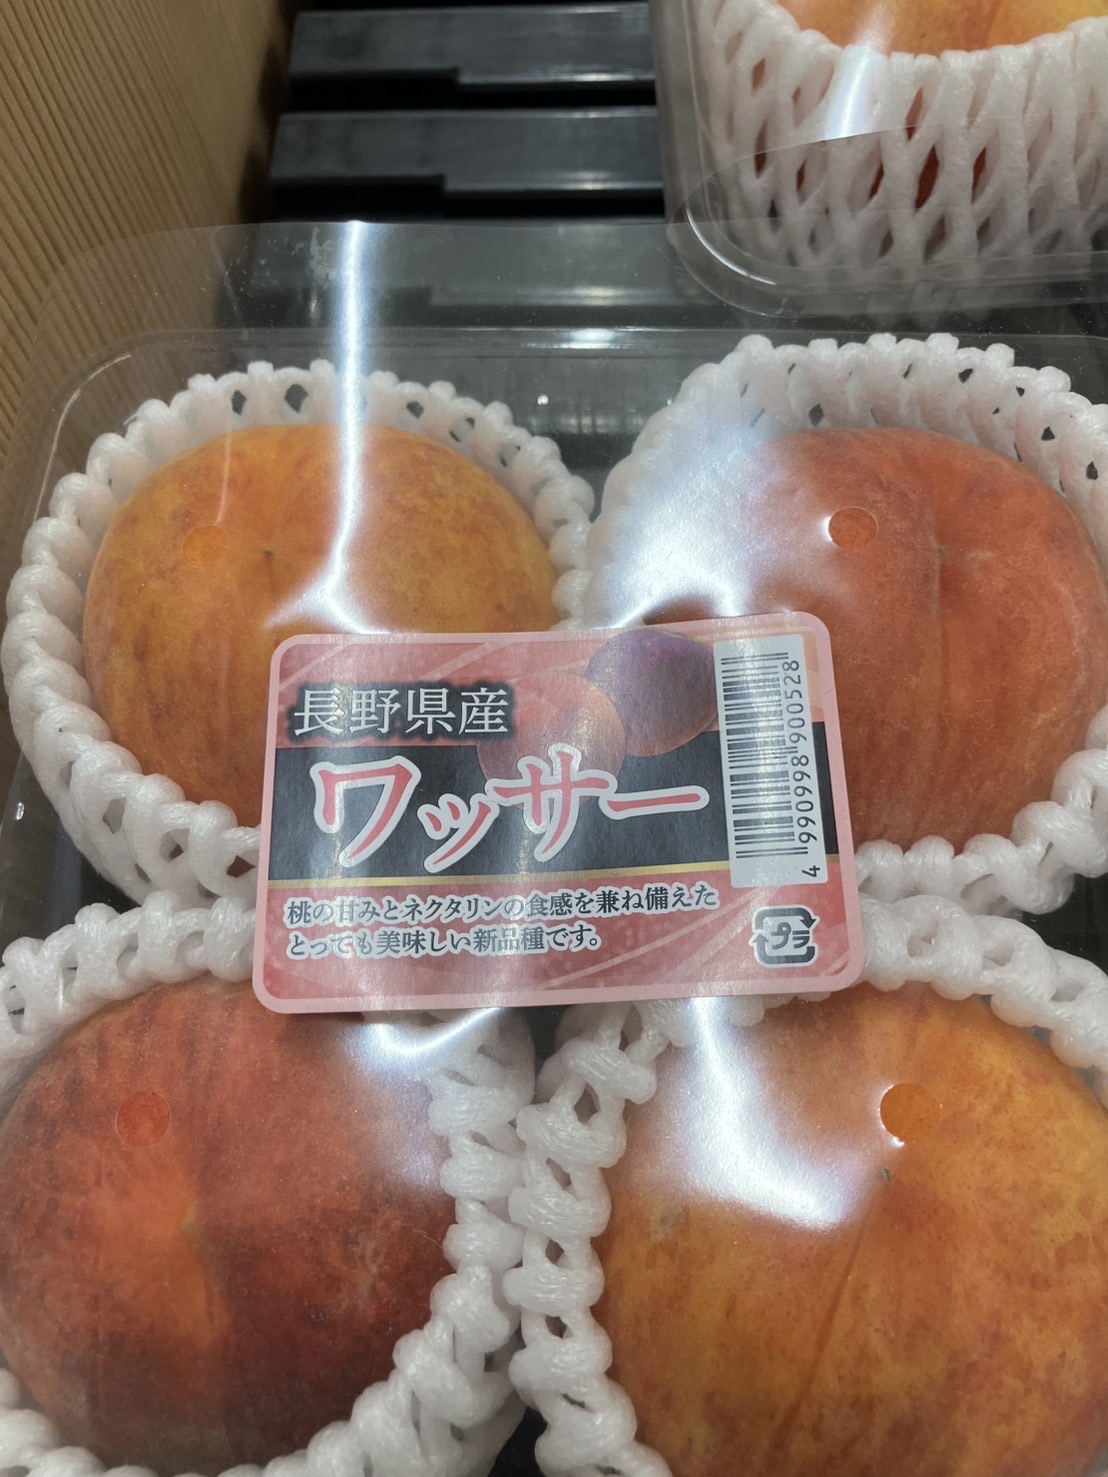 長野県産
ワッサー
桃の甘みとネクタリンの食感を兼ね備えた
とっても美味しい新品種です。
4 990998 900528
プラ